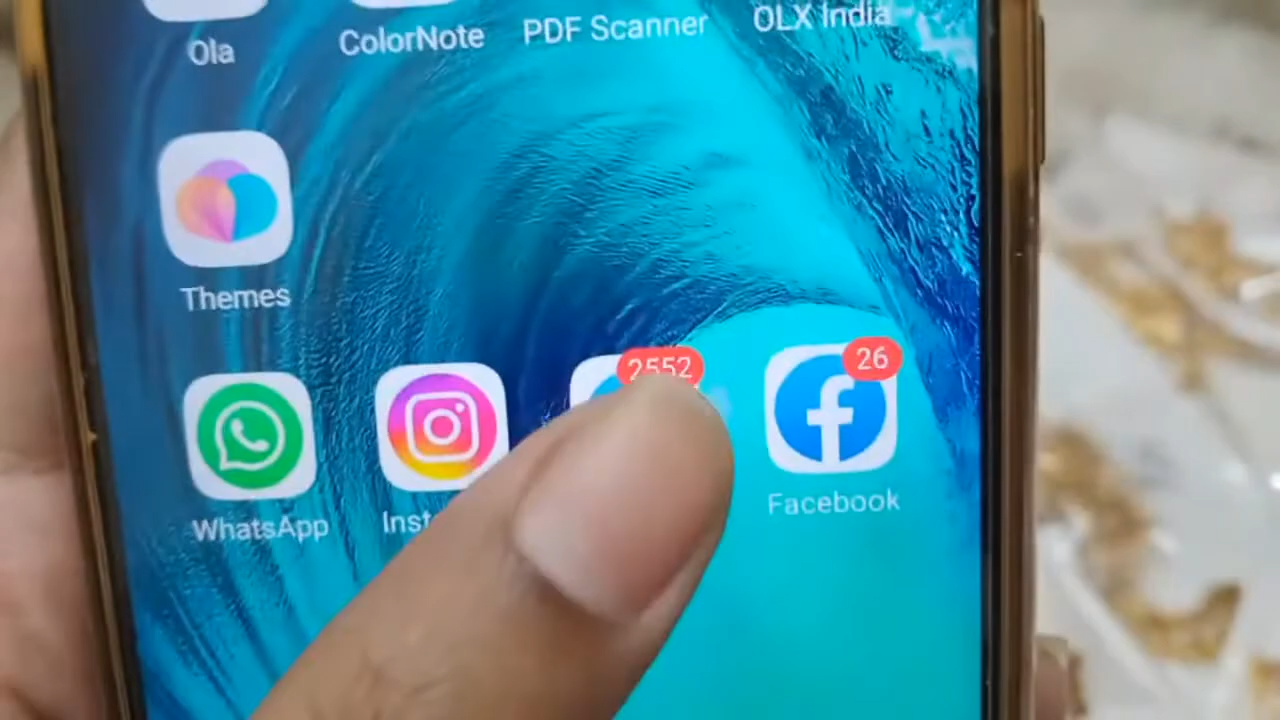 Ola
ColorNote
PDF Scanner
OLX India
Themes
2552
26
WhatsApp
Inst
Facebook